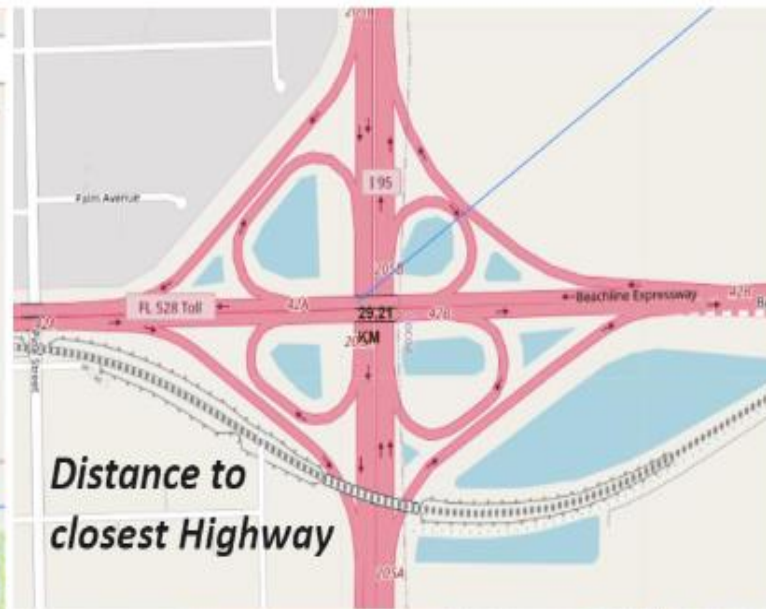 I 95
Palm Avenue
205B
Beachline Expressway
42B
FL 528 Toll
42A
29.21
42B
KM
Distance to
closest Highway
205A